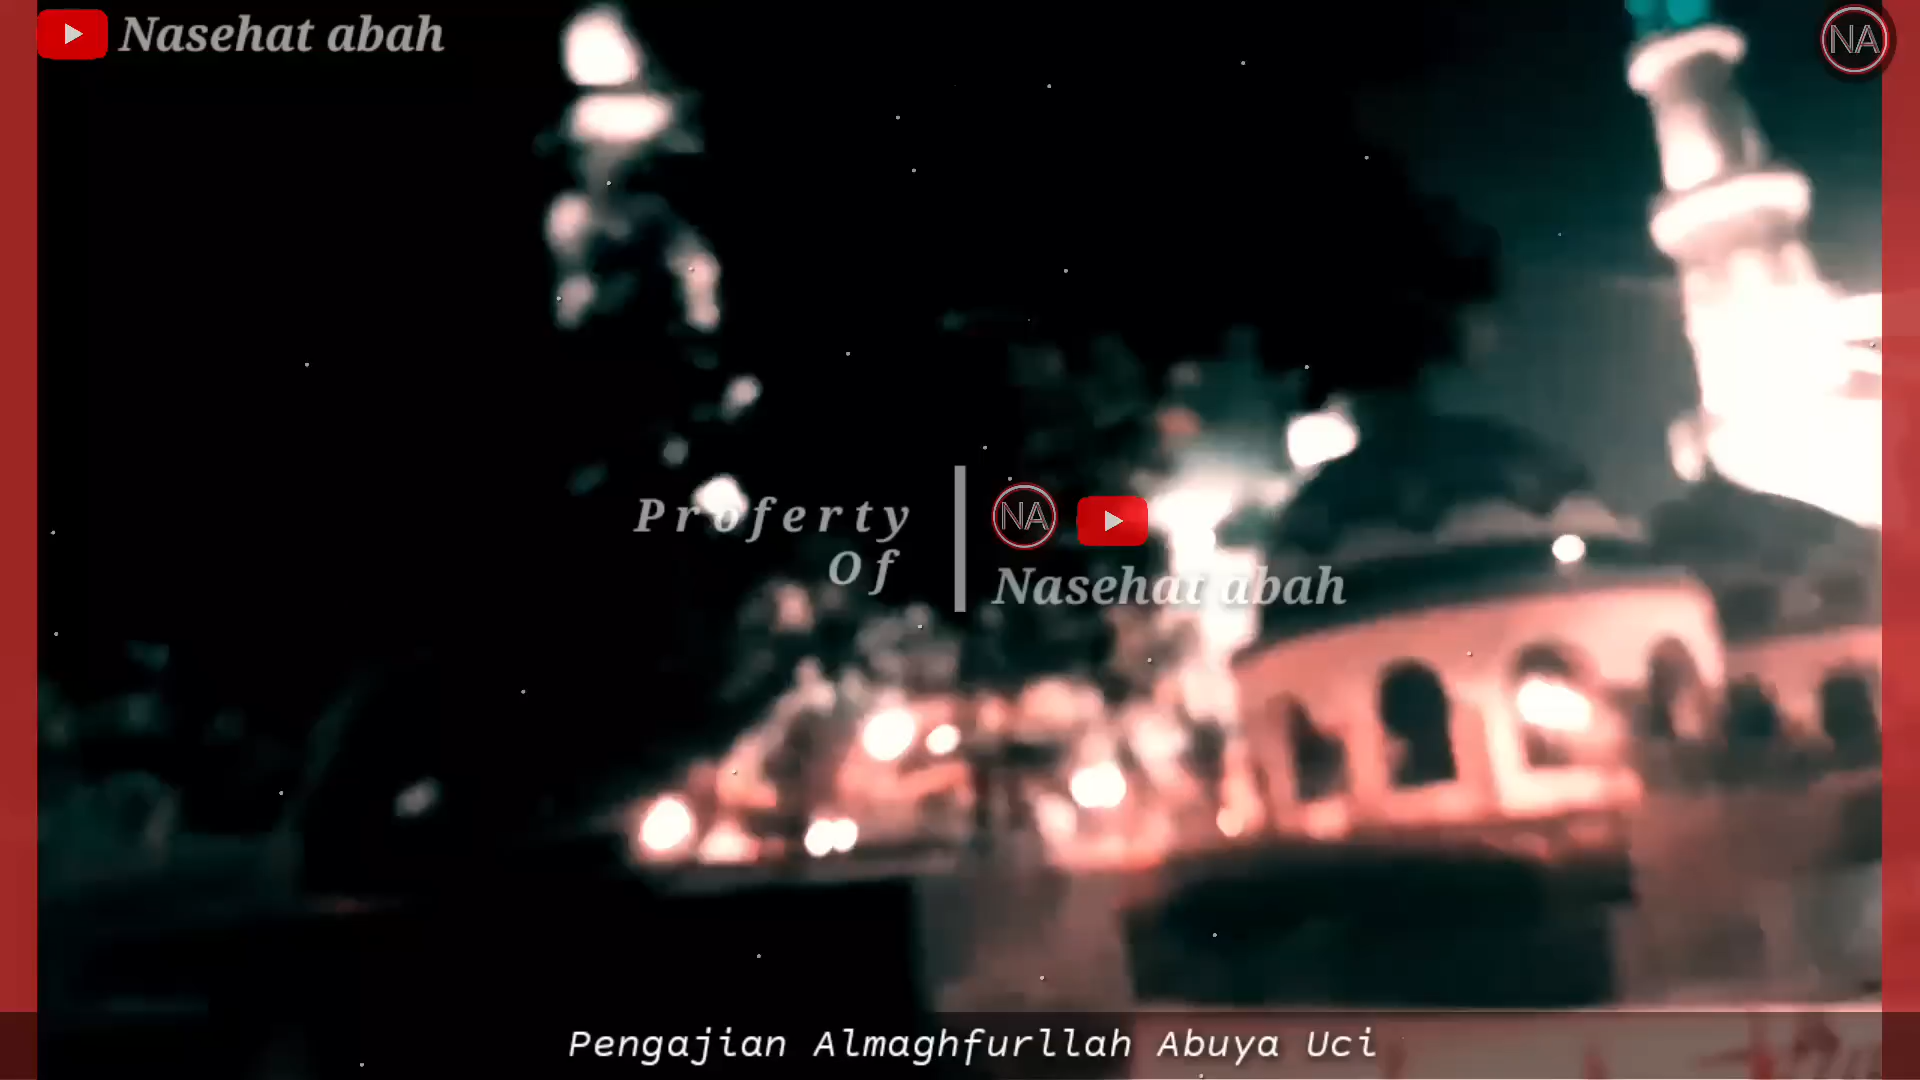 Nasehat abah
NA
Property
Of
NA
Nasehat abah
Pengajian Almaghfurllah Abuya Uci